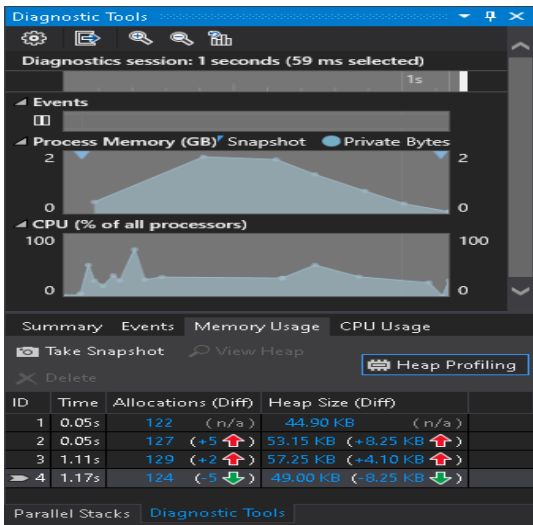 Diagnostic Tools
Diagnostics session: 1 seconds (59 ms selected)
1s
Events
Process Memory (GB) Snapshot Private Bytes
2 2
0 0
CPU (% of all processors)
100 100
0 0
Summary Events Memory Usage CPU Usage
Take Snapshot View Heap Heap Profiling
Delete
ID Time Allocations (Diff) Heap Size (Diff)
1 0.05s 122 (n/a) 44.90 KB (n/a)
2 0.05s 127 (+5) 53.15 KB (+8.25 KB)
3 1.11s 129 (+2) 57.25 KB (+4.10 KB)
4 1.17s 124 (-5) 49.00 KB (-8.25 KB)
Parallel Stacks Diagnostic Tools